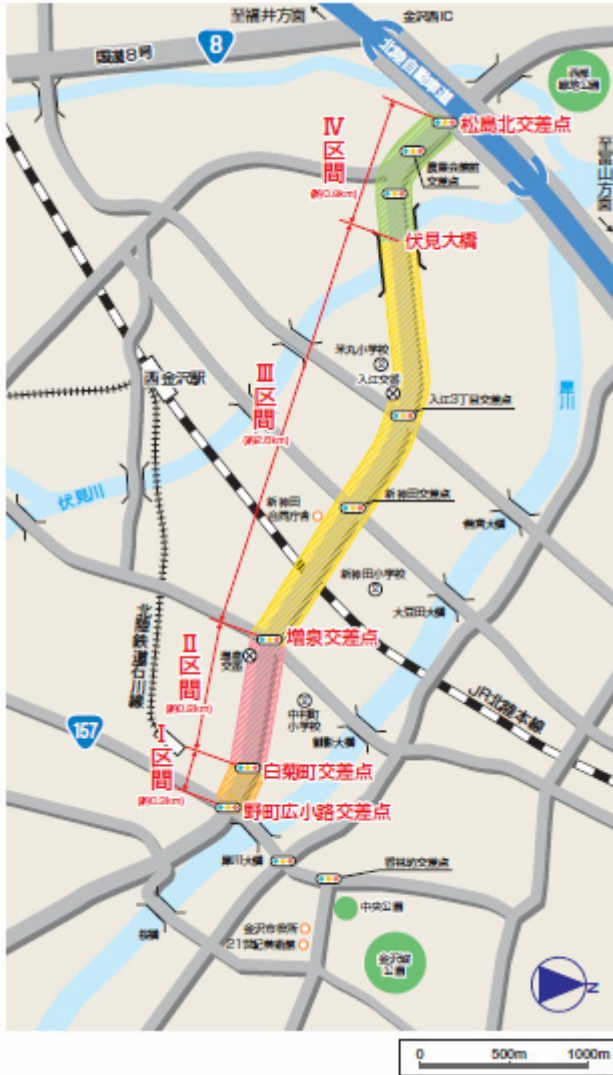 至福井方面
金沢西IC
国道8号
8
北陸自動車道
西部
緑地公園
至富山方面
松島北交差点
Ⅳ区間
(約0.9km)
農業会館前
交差点
伏見大橋
米丸小学校
入江交番
入江3丁目交差点
犀川
西金沢駅
Ⅲ区間
(約2.6km)
伏見川
新神田
合同庁舎
新神田交差点
新神田小学校
大豆田大橋
増泉交差点
増泉
交番
北陸鉄道石川線
Ⅱ区間
中村町
小学校
御影大橋
JR北陸本線
157
Ⅰ区間
(約0.3km)
白菊町交差点
野町広小路交差点
犀川大橋
香林坊交差点
桜橋
中央公園
金沢市役所
21世紀美術館
金沢城
公園
N
0 500m 1000m